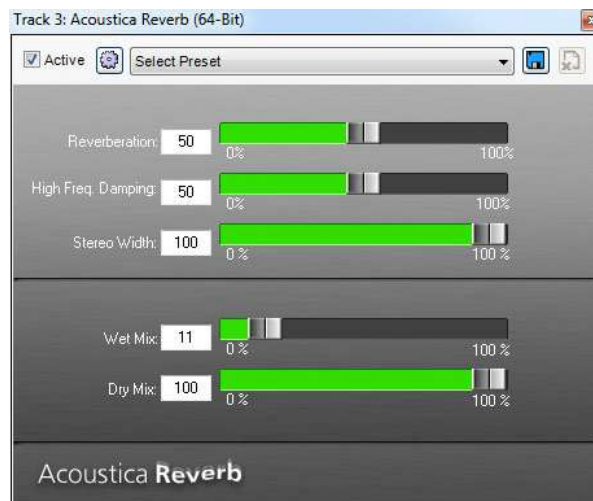 Track 3: Acoustica Reverb (64-Bit)
Active Select Preset
Reverberation: 50
0% 100%
High Freq. Damping: 50
0% 100%
Stereo Width: 100
0 % 100 %
Wet Mix: 11
0 % 100 %
Dry Mix: 100
0 % 100 %
Acoustica Reverb